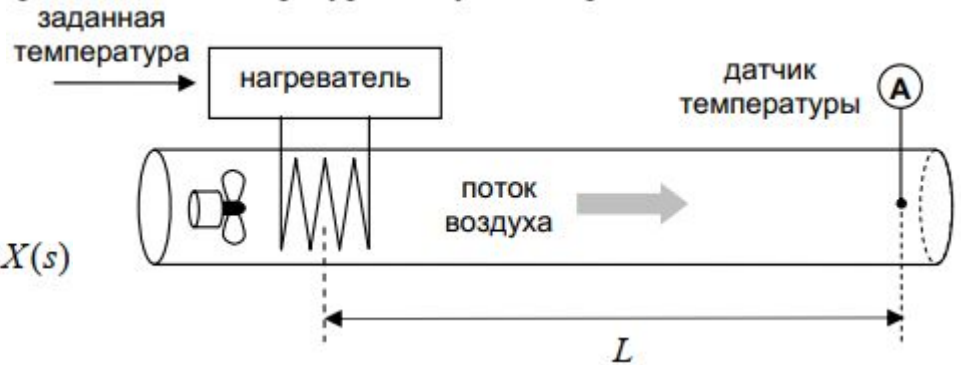 заданная
температура
нагреватель
датчик
температуры
A
поток
воздуха
X(s)
L